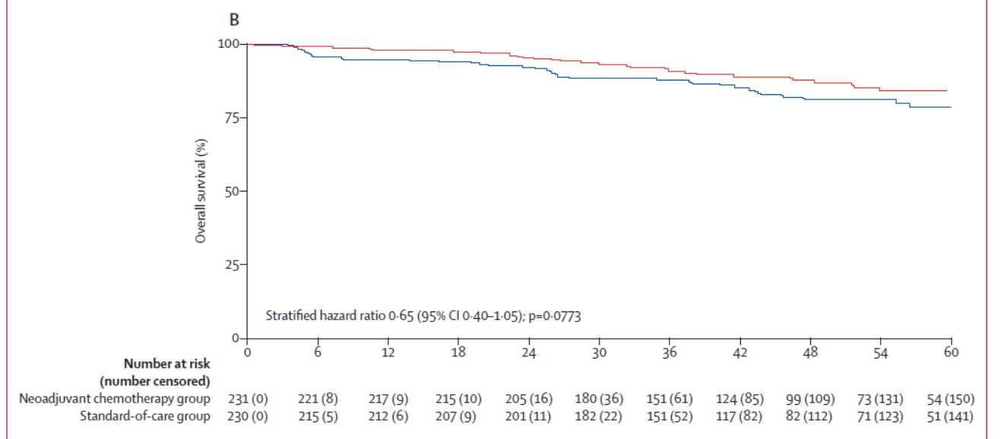 B
100
75
50
25
0
Overall survival (%)
Stratified hazard ratio 0·65 (95% CI 0·40–1·05); p=0·0773
0 6 12 18 24 30 36 42 48 54 60
Number at risk
(number censored)
Neoadjuvant chemotherapy group 231 (0) 221 (8) 217 (9) 215 (10) 205 (16) 180 (36) 151 (61) 124 (85) 99 (109) 73 (131) 54 (150)
Standard-of-care group 230 (0) 215 (5) 212 (6) 207 (9) 201 (11) 182 (22) 151 (52) 117 (82) 82 (112) 71 (123) 51 (141)